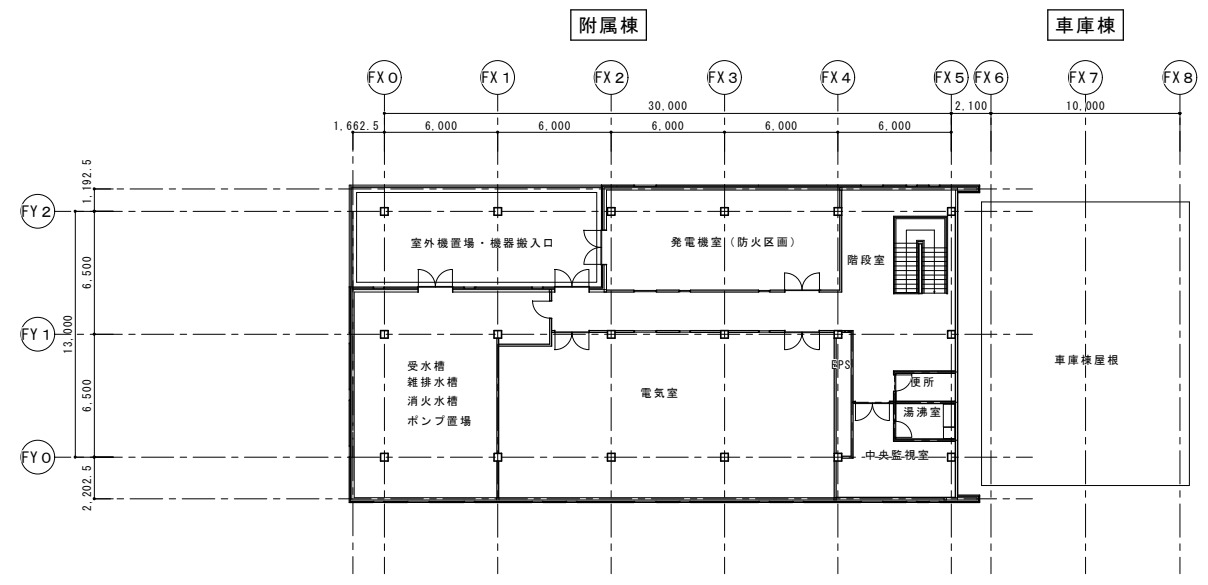 附属棟
車庫棟
FX0
FX1
FX2
FX3
FX4
FX5
FX6
FX7
FX8
30,000
2,100
10,000
1,662.5
6,000
6,000
6,000
6,000
6,000
1,192.5
FY2
室外機置場・機器搬入口
発電機室(防火区画)
階段室
6,500
FY1
13,000
車庫棟屋根
受水槽
雑排水槽
消火水槽
ポンプ置場
EPS
便所
電気室
6,500
湯沸室
FY0
中央監視室
2,202.5